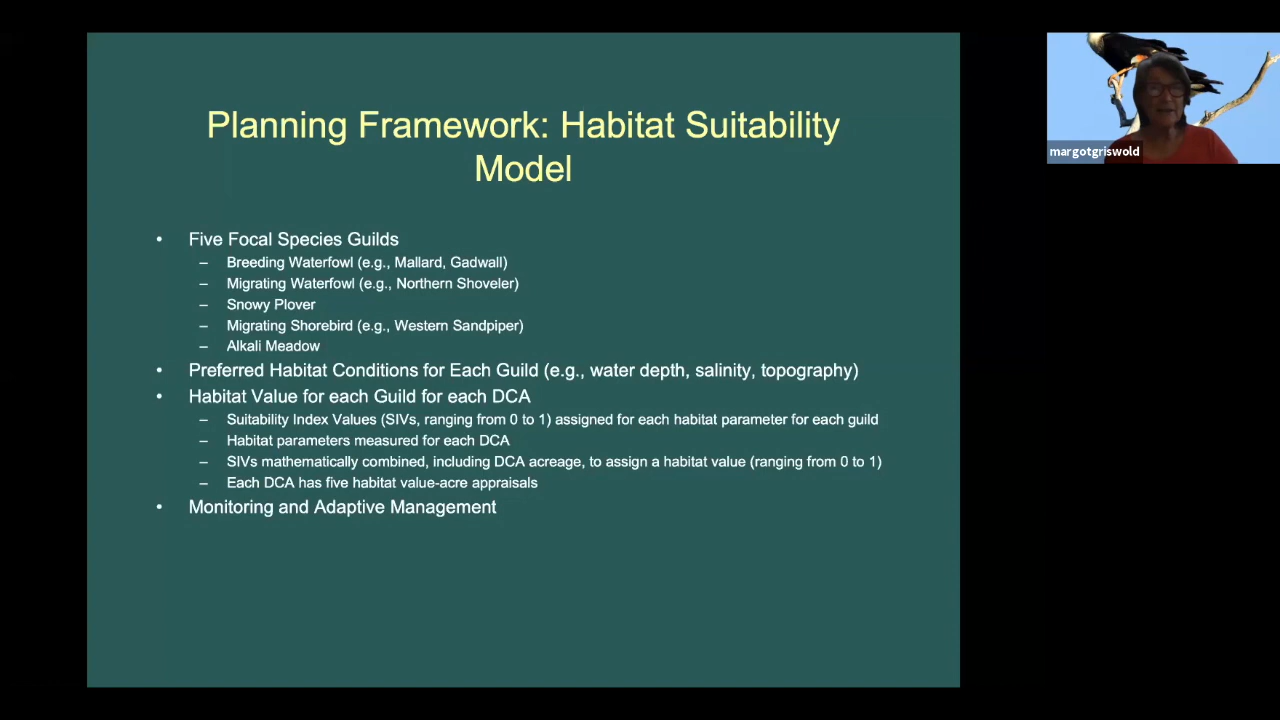 Planning Framework: Habitat Suitability
Model
• Five Focal Species Guilds
– Breeding Waterfowl (e.g., Mallard, Gadwall)
– Migrating Waterfowl (e.g., Northern Shoveler)
– Snowy Plover
– Migrating Shorebird (e.g., Western Sandpiper)
– Alkali Meadow
• Preferred Habitat Conditions for Each Guild (e.g., water depth, salinity, topography)
• Habitat Value for each Guild for each DCA
– Suitability Index Values (SIVs, ranging from 0 to 1) assigned for each habitat parameter for each guild
– Habitat parameters measured for each DCA
– SIVs mathematically combined, including DCA acreage, to assign a habitat value (ranging from 0 to 1)
– Each DCA has five habitat value-acre appraisals
• Monitoring and Adaptive Management
margotgriswold